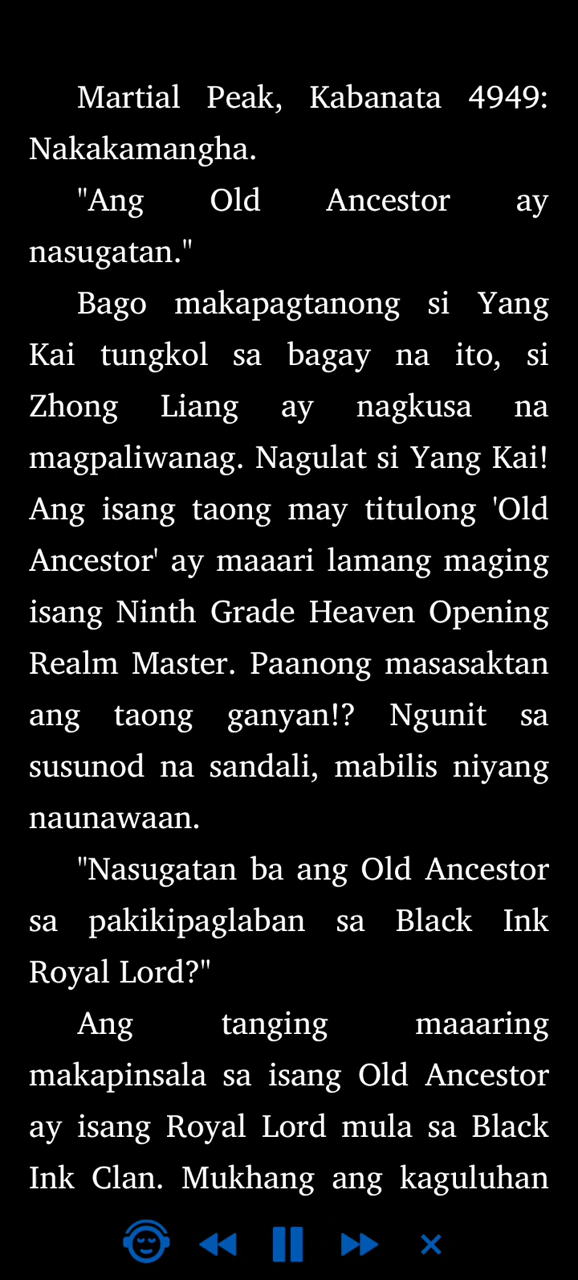 Martial Peak, Kabanata 4949:
Nakakamangha.
"Ang Old Ancestor ay
nasugatan."
Bago makapagtanong si Yang
Kai tungkol sa bagay na ito, si
Zhong Liang ay nagkusa na
magpaliwanag. Nagulat si Yang Kai!
Ang isang taong may titulong 'Old
Ancestor' ay maaari lamang maging
isang Ninth Grade Heaven Opening
Realm Master. Paanong masasaktan
ang taong ganyan!? Ngunit sa
susunod na sandali, mabilis niyang
naunawaan.
"Nasugatan ba ang Old Ancestor
sa pakikipaglaban sa Black Ink
Royal Lord?"
Ang tanging maaaring
makapinsala sa isang Old Ancestor
ay isang Royal Lord mula sa Black
Ink Clan. Mukhang ang kaguluhan